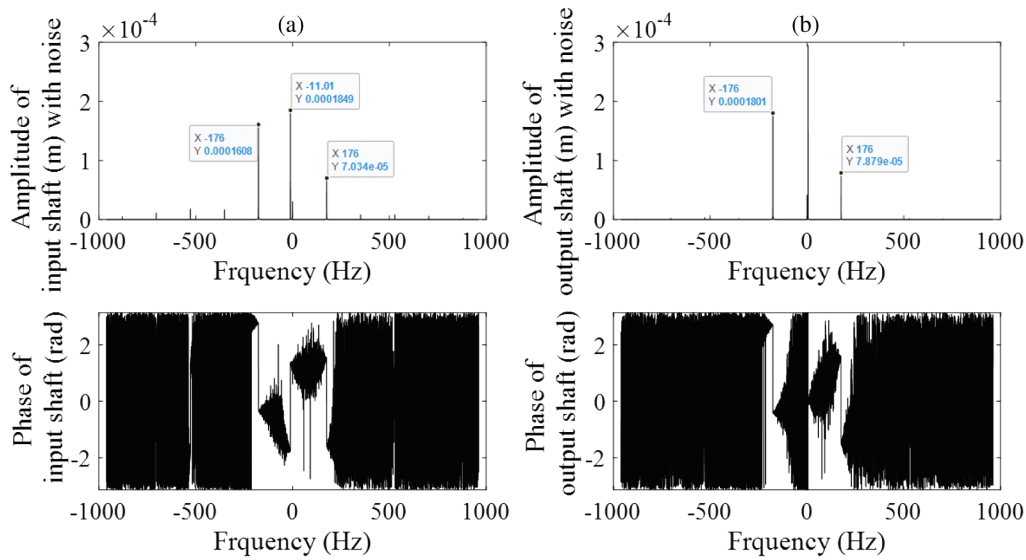 (a)
×10-4
Amplitude of
input shaft (m) with noise
3
2
1
0
X -11.01
Y 0.0001849
X -176
Y 0.0001608
X 176
Y 7.034e-05
-1000
-500
0
500
1000
Frquency (Hz)
(b)
×10-4
Amplitude of
output shaft (m) with noise
3
2
1
0
X -176
Y 0.0001801
X 176
Y 7.879e-05
-1000
-500
0
500
1000
Frquency (Hz)
Phase of
input shaft (rad)
2
0
-2
-1000
-500
0
500
1000
Frquency (Hz)
Phase of
output shaft (rad)
2
0
-2
-1000
-500
0
500
1000
Frquency (Hz)